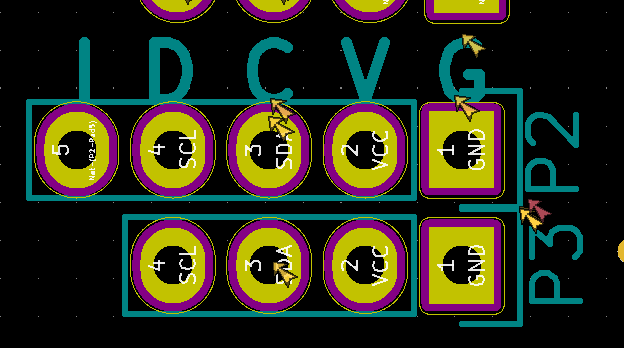 I D C V G
5 Net-(P2-Pad5)
4 SCL
3 SDA
2 VCC
1 GND
P2
4 SCL
3 SDA
2 VCC
1 GND
P3